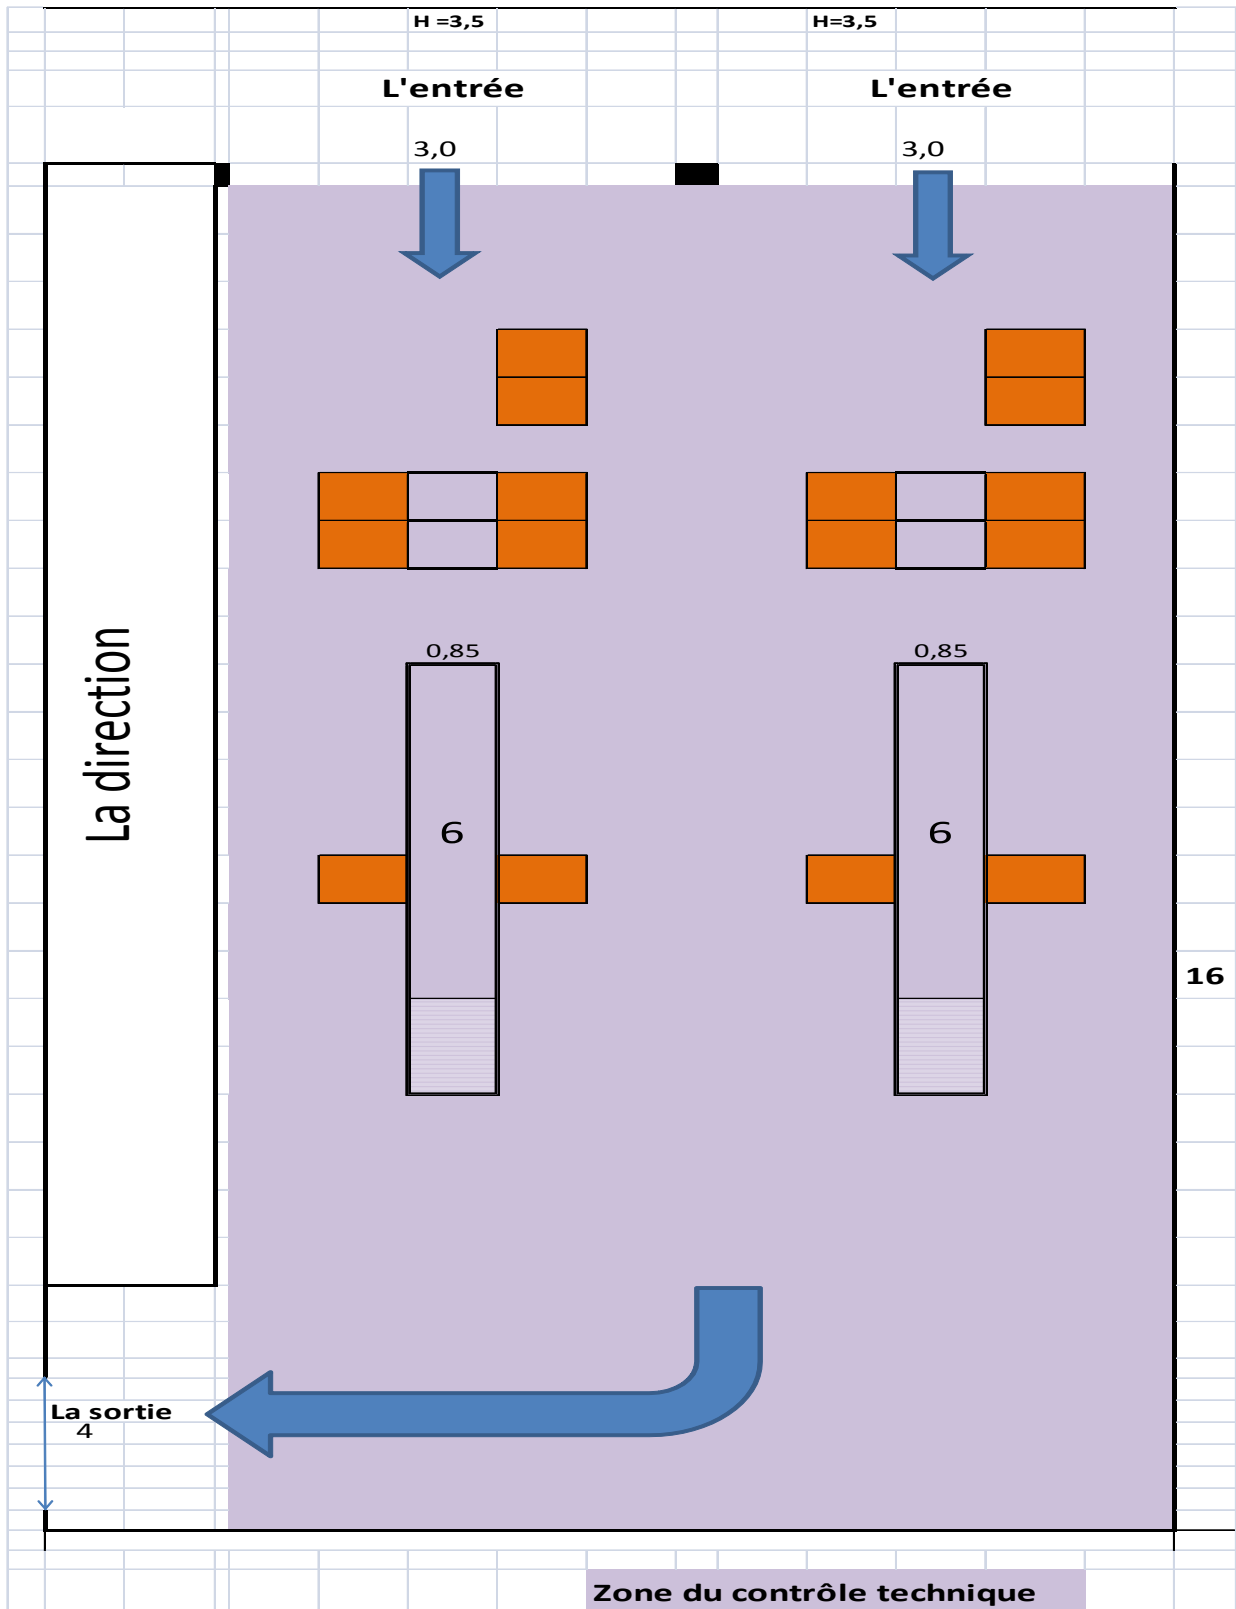 H =3,5
H=3,5
L'entrée
L'entrée
3,0
3,0
0,85
0,85
La direction
6
6
16
La sortie
4
Zone du contrôle technique